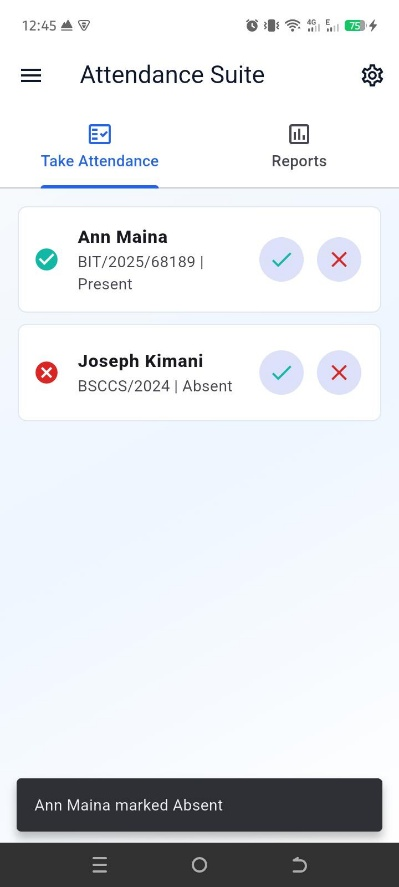 12:45
4G
E
75
Attendance Suite
Take Attendance
Reports
Ann Maina
BIT/2025/68189 |
Present
Joseph Kimani
BSCCS/2024 | Absent
Ann Maina marked Absent